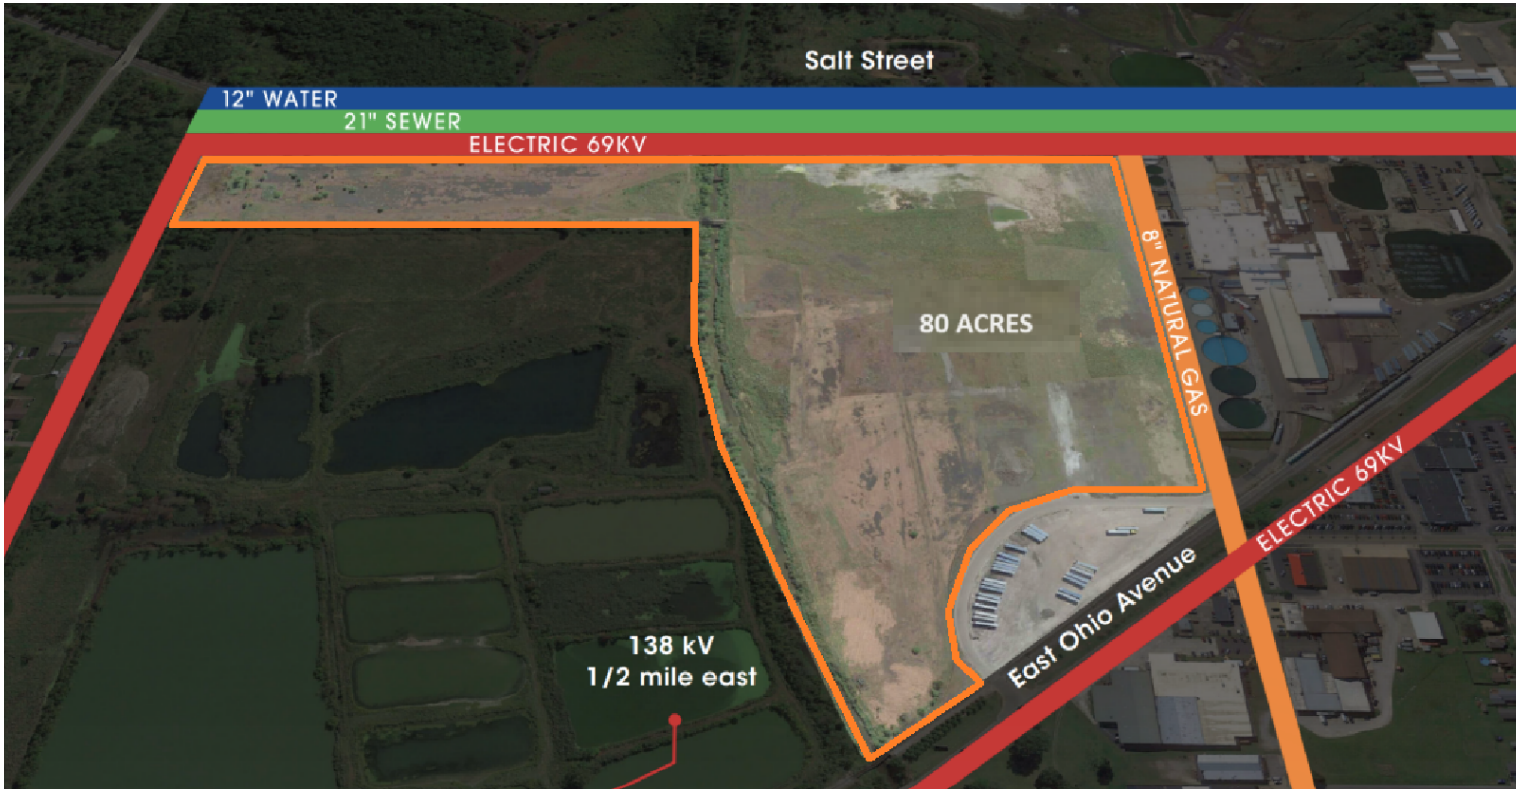 Salt Street
12" WATER
21" SEWER
ELECTRIC 69KV
8" NATURAL GAS
80 ACRES
ELECTRIC 69KV
East Ohio Avenue
138 kV
1/2 mile east